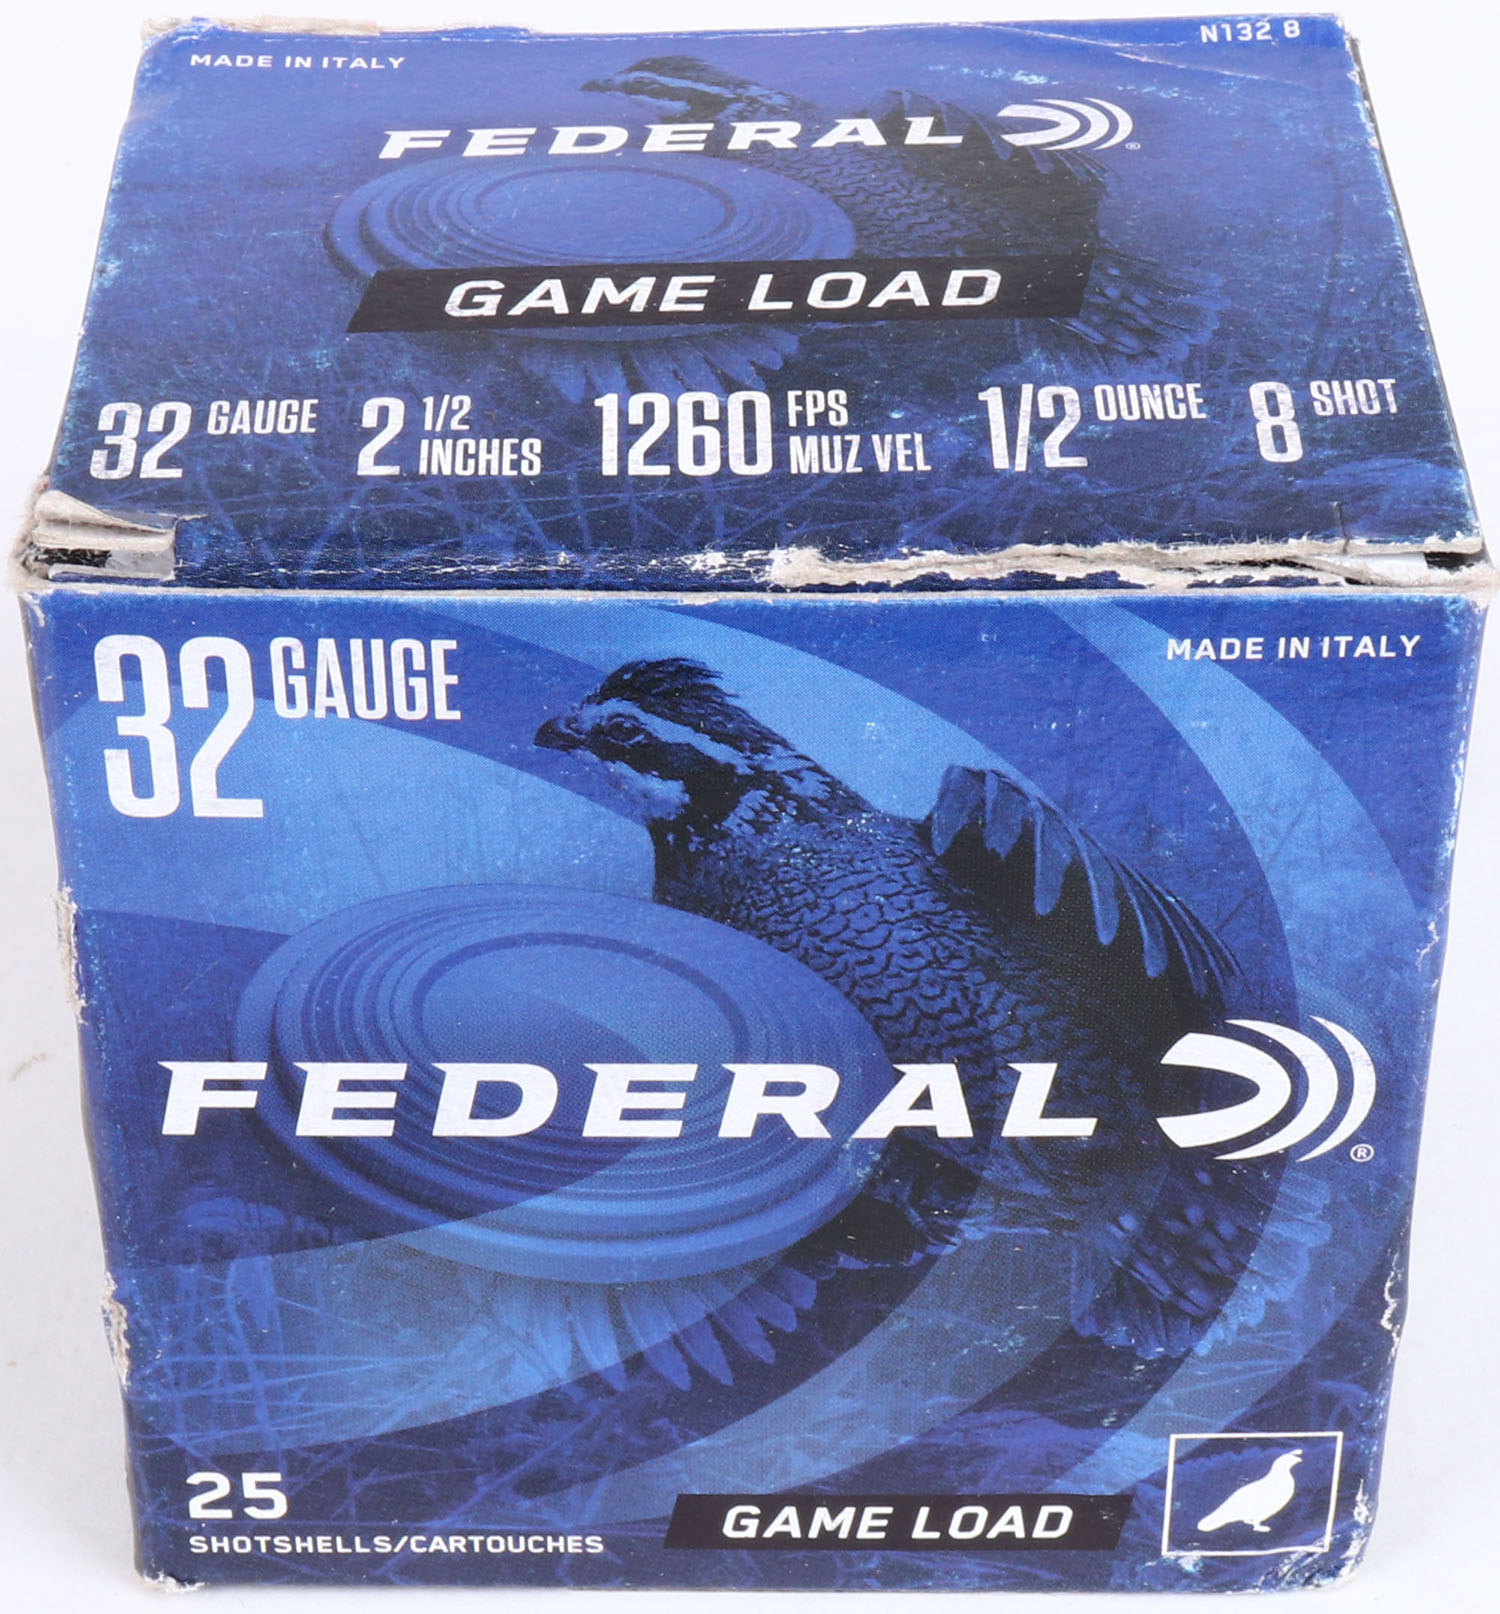 MADE IN ITALY
N132 8
FEDERAL ®
GAME LOAD
32 GAUGE 2 1/2 INCHES 1260 FPS MUZ VEL 1/2 OUNCE 8 SHOT
32 GAUGE
MADE IN ITALY
FEDERAL ®
25
SHOTSHELLS/CARTOUCHES
GAME LOAD